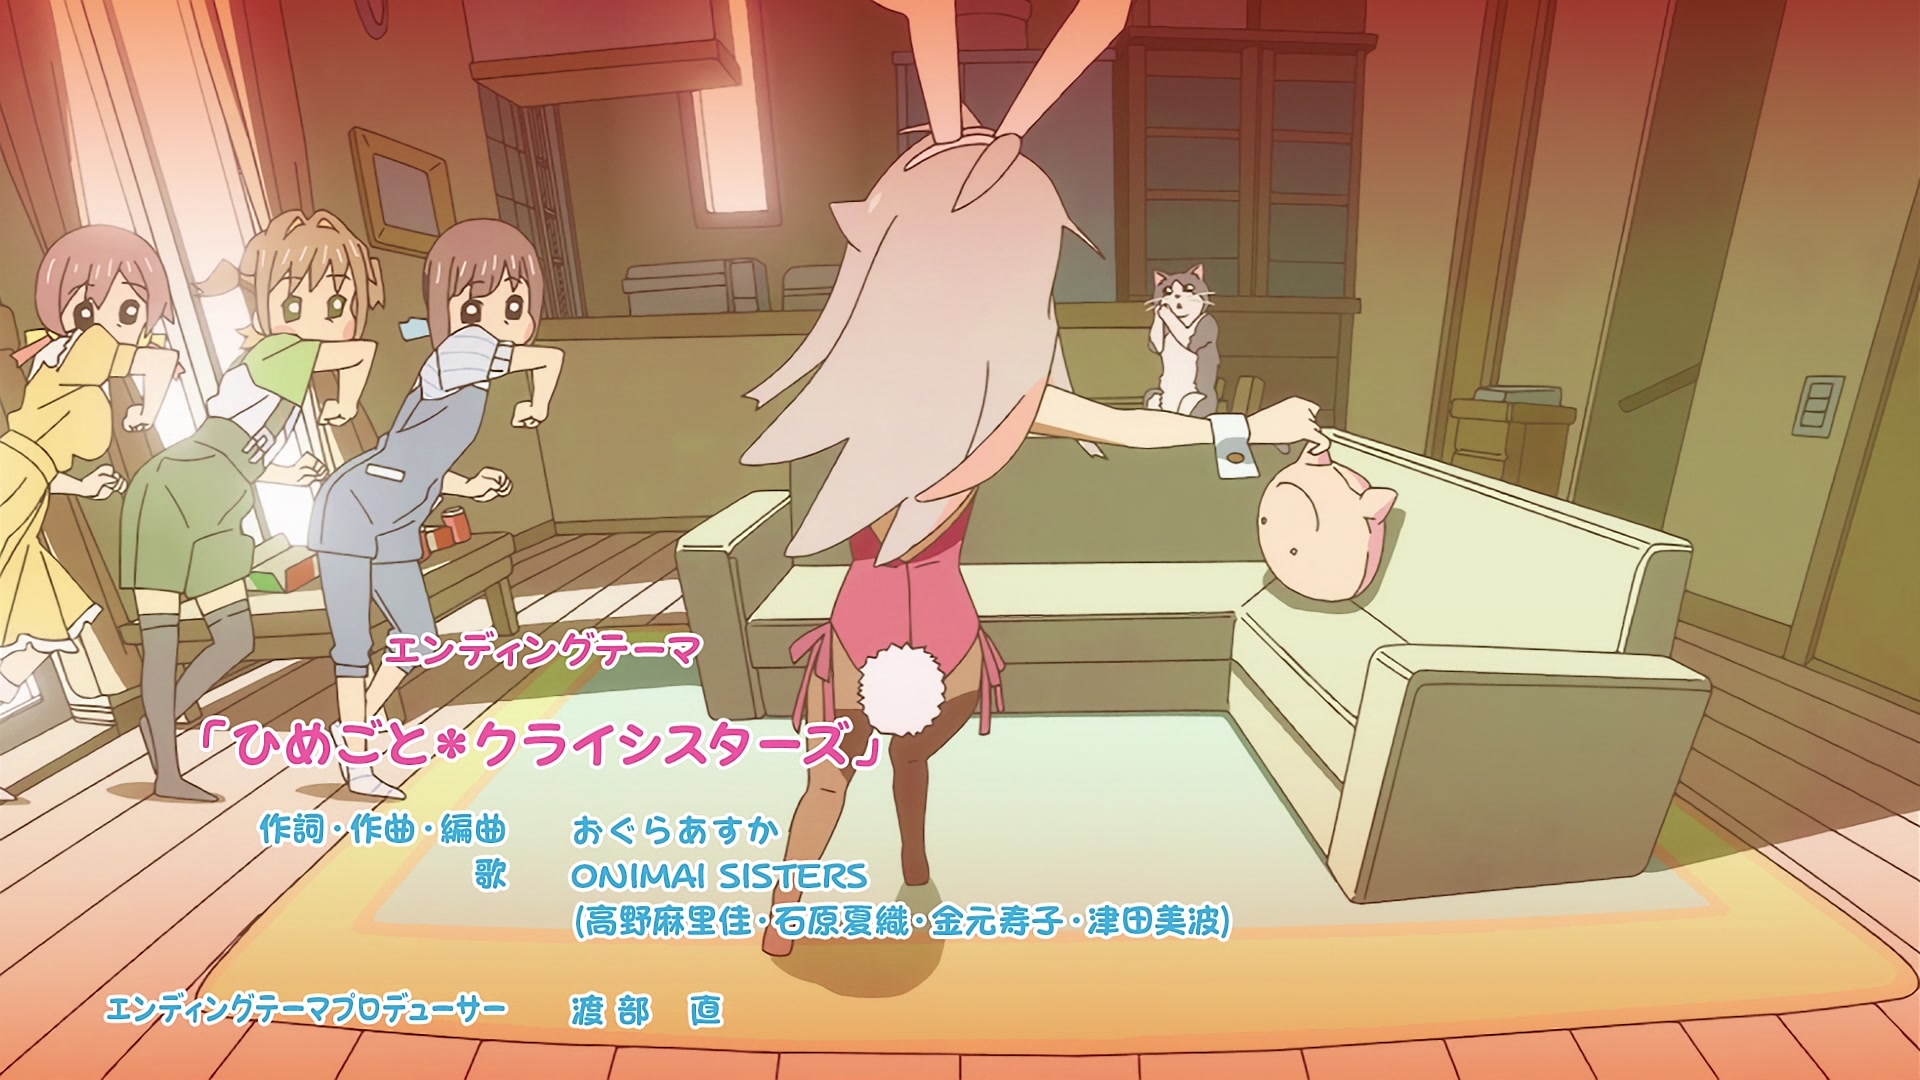 エンディングテーマ
「ひめごと*クライシスターズ」
作詞・作曲・編曲　おぐらあすか
歌　ONIMAI SISTERS
(高野麻里佳・石原夏織・金元寿子・津田美波)
エンディングテーマプロデューサー　渡部　直